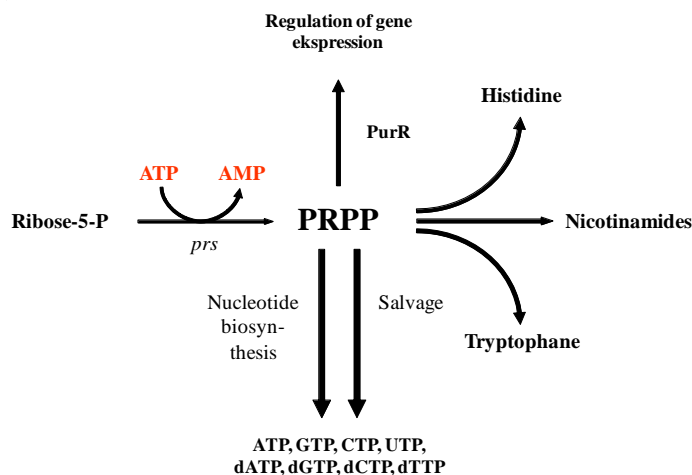 Regulation of gene
ekspression
Histidine
PurR
ATP
AMP
Ribose-5-P
PRPP
Nicotinamides
prs
Nucleotide
biosyn-
thesis
Salvage
Tryptophane
ATP, GTP, CTP, UTP,
dATP, dGTP, dCTP, dTTP